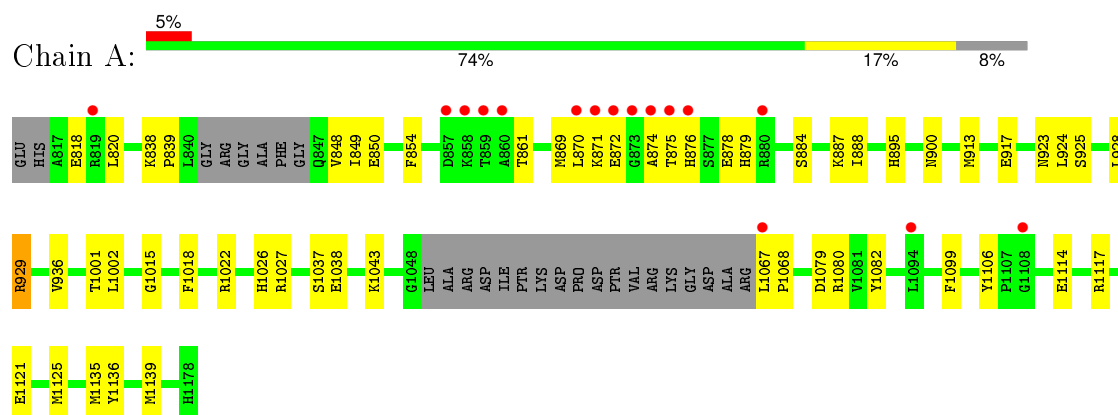 5%
Chain A:
74% 17% 8%
GLU HIS A817 E818 R819 L820 K838 P839 L840 GLY ARG GLY ALA PHE GLY Q847 V848 I849 E850 F854 D857 K858 T859 A860 T861 M869 L870 K871 E872 G873 A874 T875 H876 S877 E878 H879 R880 S884 K887 I888 H895 N900 M913 E917 N923 L924 S925 L928
R929 V936 T1001 L1002 G1015 F1018 R1022 H1026 R1027 S1037 E1038 K1043 G1048 LEU ALA ARG ASP ILE PTR LYS ASP PRO ASP PTR VAL ARG LYS GLY ASP ALA ARG L1067 P1068 D1079 R1080 V1081 Y1082 L1094 F1099 Y1106 P1107 G1108 E1114 R1117
E1121 M1125 M1135 Y1136 M1139 H1178